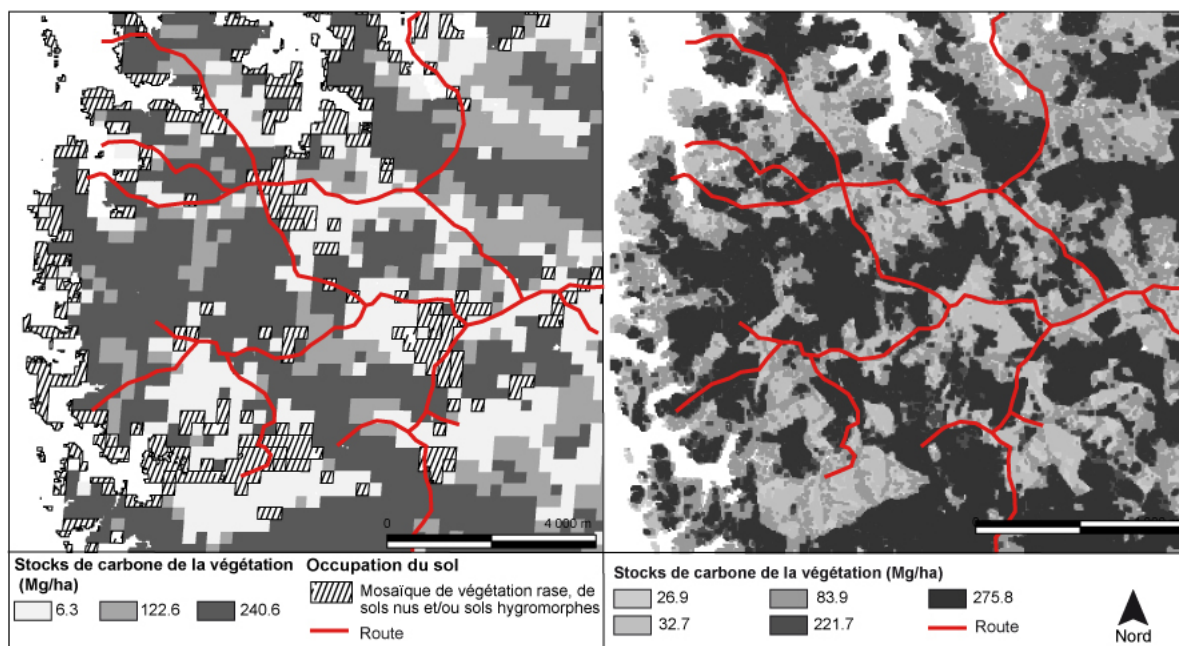 0 4 000 m
Stocks de carbone de la végétation
(Mg/ha)
6.3 122.6 240.6
Occupation du sol
Mosaïque de végétation rase, de
sols nus et/ou sols hygromorphes
Route
Stocks de carbone de la végétation (Mg/ha)
26.9 83.9 275.8
32.7 221.7 Route
Nord